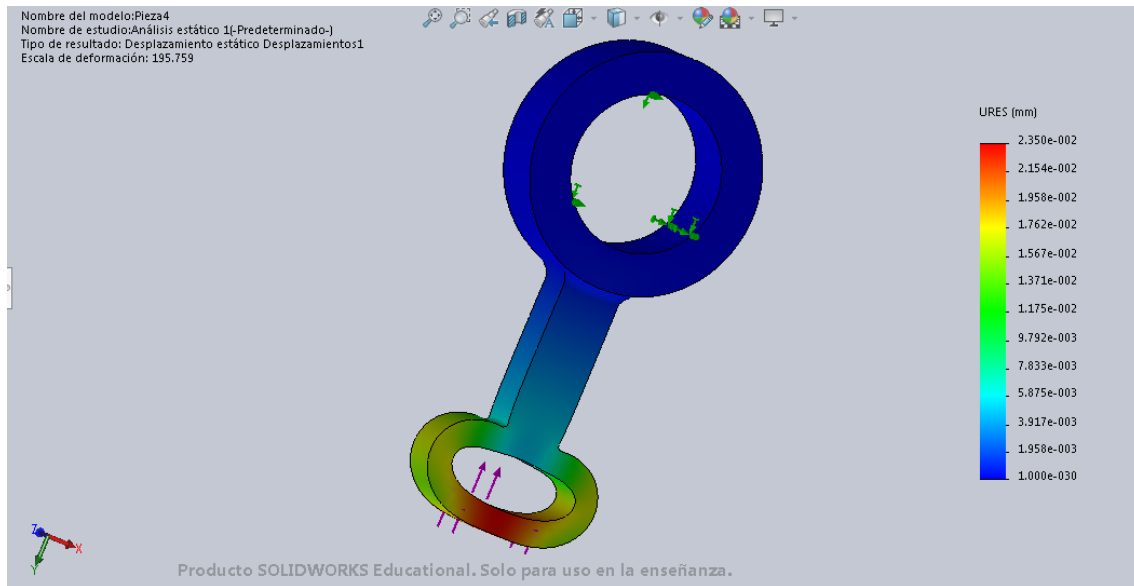 Nombre del modelo:Pieza4
Nombre de estudio:Análisis estático 1(-Predeterminado-)
Tipo de resultado: Desplazamiento estático Desplazamientos1
Escala de deformación: 195.759
URES (mm)
2.350e-002
2.154e-002
1.958e-002
1.762e-002
1.567e-002
1.371e-002
1.175e-002
9.792e-003
7.833e-003
5.875e-003
3.917e-003
1.958e-003
1.000e-030
Z
X
Y
Producto SOLIDWORKS Educational. Solo para uso en la enseñanza.